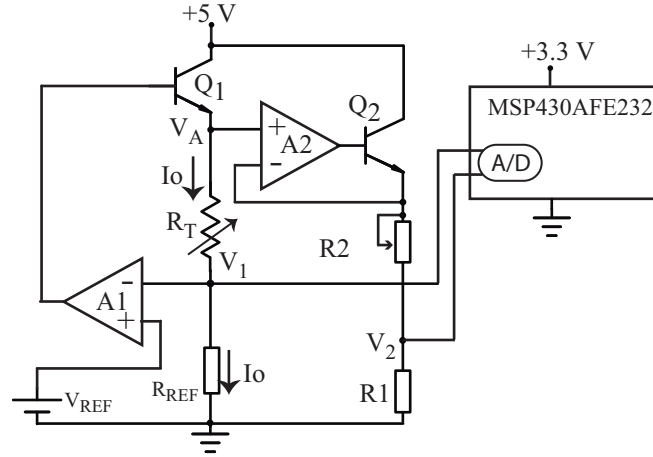 +5 V
+3.3 V
Q1
Q2
MSP430AFE232
VA
+
A2
-
A/D
Io
RT
R2
V1
-
A1
+
V2
VREF
RREF
Io
R1